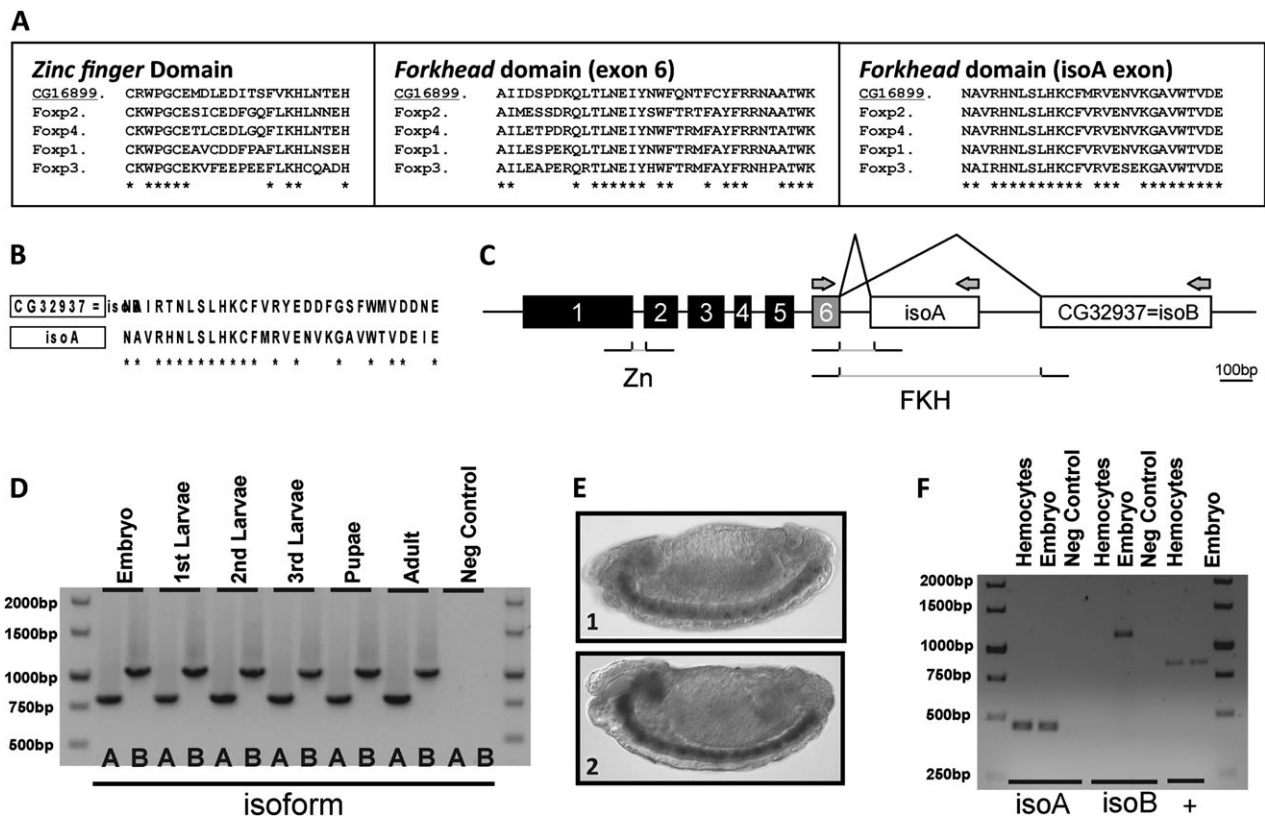 A
Zinc finger Domain
CG16899. CRWPGCEMDLEDITSFVKHLNTEH
Foxp2. CKWPGCESICEDFGQFLKHLNNEH
Foxp4. CKWPGCETLCEDLGQFIKHLNTEH
Foxp1. CKWPGCEAVCDDFPAFLKHLNSEH
Foxp3. CKWPGCEKVFEEPEEFLKHCQADH
* ***** * ** *
Forkhead domain (exon 6)
CG16899. AIIDSPDKQLTLNEIYNWFQNTFCYFRRNAATWK
Foxp2. AIMESSDRQLTLNEIYSWFTRTFAYFRRNAATWK
Foxp4. AILETPDRQLTLNEIYNWFTRMFAYFRRNTATWK
Foxp1. AILESPEKQLTLNEIYNWFTRMFAYFRRNAATWK
Foxp3. AILEAPERQRTLNEIYHWFTRMFAYFRNHPATWK
** * ****** ** * *** ****
Forkhead domain (isoA exon)
CG16899. NAVRHNLSLHKCFMRVENVKGAVWTVDE
Foxp2. NAVRHNLSLHKCFVRVENVKGAVWTVDE
Foxp4. NAVRHNLSLHKCFVRVENVKGAVWTVDE
Foxp1. NAVRHNLSLHKCFVRVENVKGAVWTVDE
Foxp3. NAIRHNLSLHKCFVRVESEKGAVWTVDE
** ********** *** *********
B
CG32937 = isoB NAIRTNLSLHKCFVRYEDDFGSFWMVDDNE
isoA NAVRHNLSLHKCFMRVENVKGAVWTVDEIE
* * * * * * * * * * * * * * * * * * *
C
1 2 3 4 5 6 isoA CG32937=isoB
Zn
FKH
100bp
D
Embryo
1st Larvae
2nd Larvae
3rd Larvae
Pupae
Adult
Neg Control
2000bp
1500bp
1000bp
750bp
500bp
A B A B A B A B A B A B A B
isoform
E
1
2
F
Hemocytes
Embryo
Neg Control
Hemocytes
Embryo
Neg Control
Hemocytes
Embryo
2000bp
1500bp
1000bp
750bp
500bp
250bp
isoA isoB +